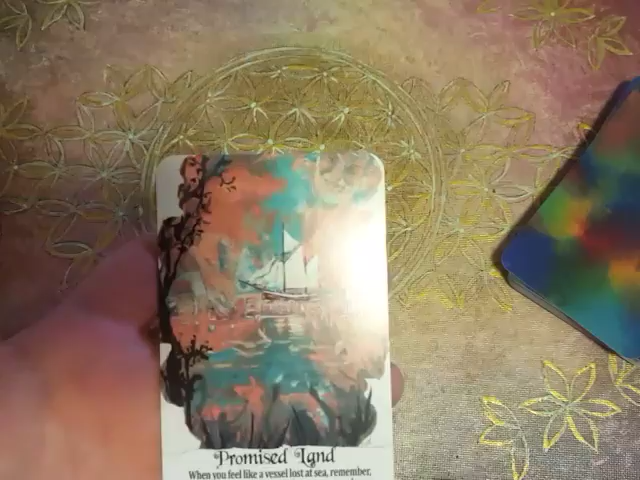 Promised Land
When you feel like a vessel lost at sea, remember,